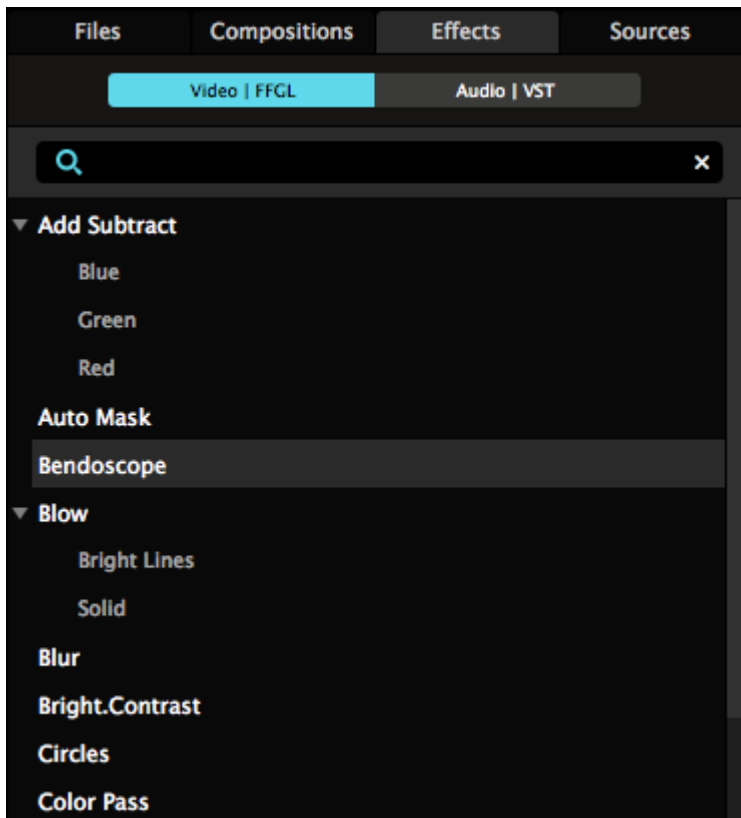 Files Compositions Effects Sources
Video | FFGL Audio | VST
Add Subtract
Blue
Green
Red
Auto Mask
Bendoscope
Blow
Bright Lines
Solid
Blur
Bright.Contrast
Circles
Color Pass